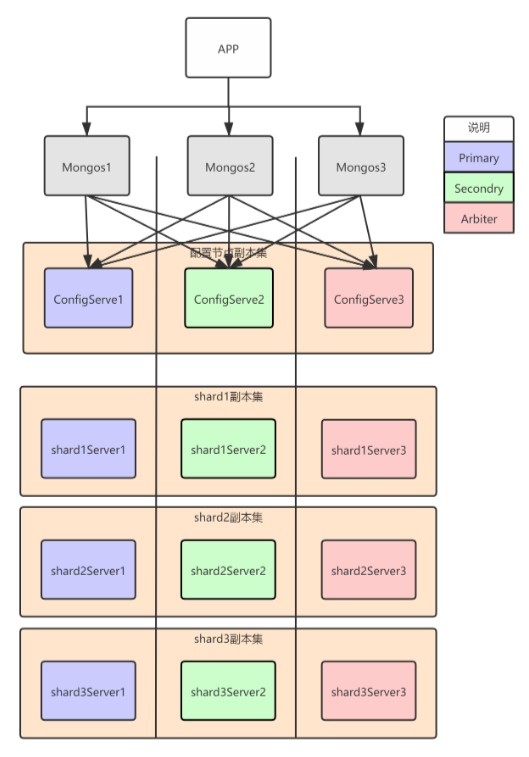 APP
Mongos1
Mongos2
Mongos3
说明
Primary
Secondry
Arbiter
配置节点副本集
ConfigServe1
ConfigServe2
ConfigServe3
shard1副本集
shard1Server1
shard1Server2
shard1Server3
shard2副本集
shard2Server1
shard2Server2
shard2Server3
shard3副本集
shard3Server1
shard3Server2
shard3Server3